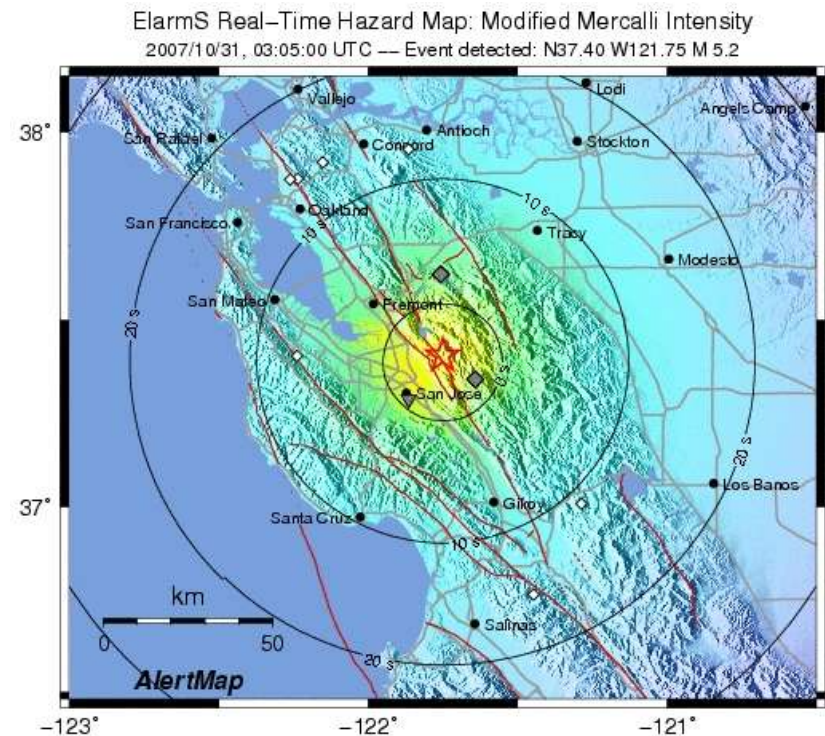 ElarmS Real-Time Hazard Map: Modified Mercalli Intensity
2007/10/31, 03:05:00 UTC -- Event detected: N37.40 W121.75 M 5.2
Vallejo
Lodi
Angels Camp
38°
San Rafael
Antioch
Concord
Stockton
10 s
Oakland
San Francisco
10 s
Tracy
Modesto
San Mateo
Fremont
20 s
0 s
San Jose
20 s
Los Banos
37°
Gilroy
Santa Cruz
10 s
km
0 50
Salinas
20 s
AlertMap
-123° -122° -121°